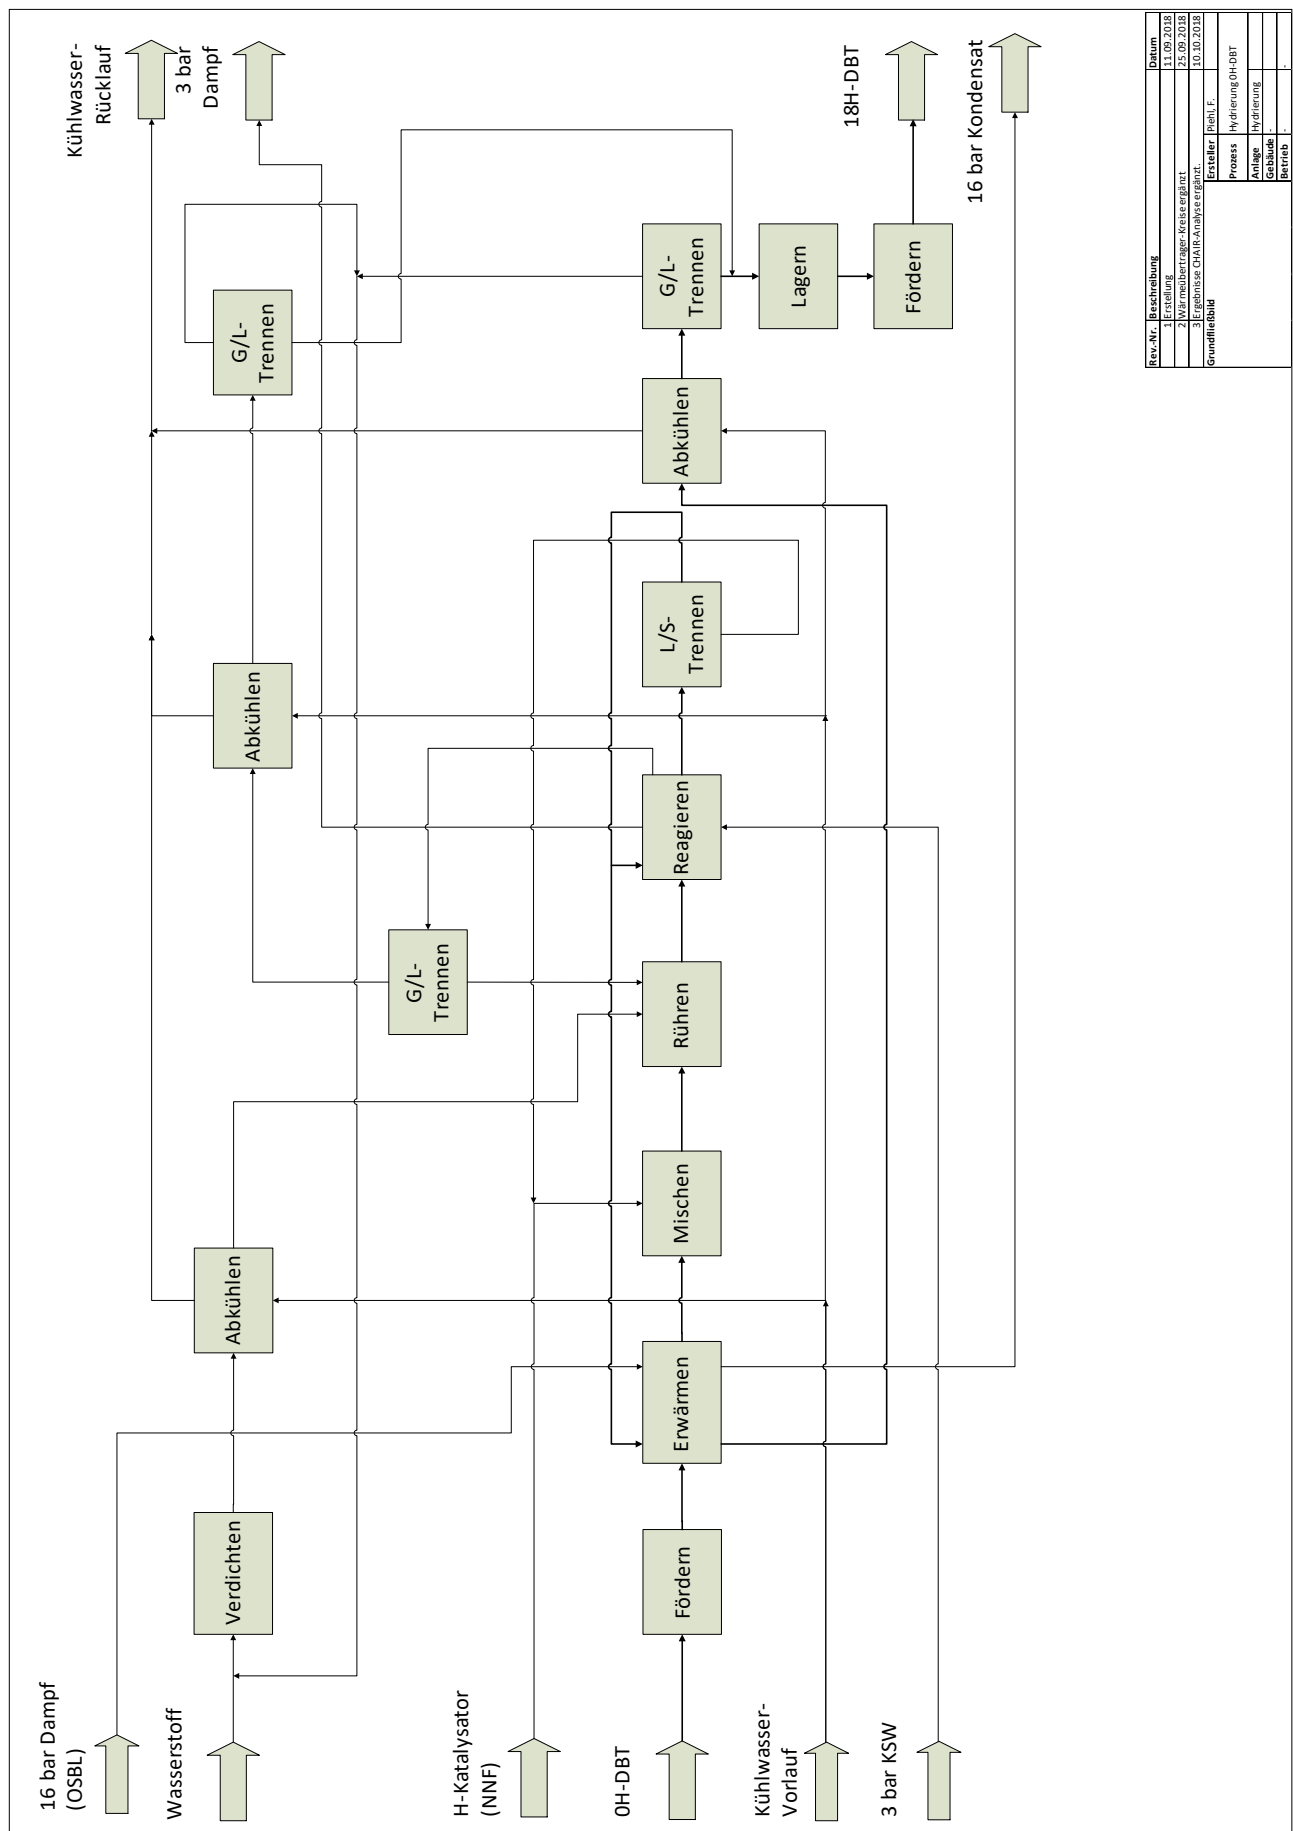 16 bar Dampf
(OSBL)
Wasserstoff
H-Katalysator
(NNF)
0H-DBT
Kühlwasser-
Vorlauf
3 bar KSW
Verdichten
Fördern
Erwärmen
Abkühlen
Mischen
Rühren
G/L-
Trennen
Reagieren
Abkühlen
L/S-
Trennen
Abkühlen
G/L-
Trennen
G/L-
Trennen
Lagern
Fördern
Kühlwasser-
Rücklauf
3 bar
Dampf
18H-DBT
16 bar Kondensat
Rev.-Nr. Beschreibung Datum
1 Erstellung 11.09.2018
2 Wärmeübertrager-Kreise ergänzt 25.09.2018
3 Ergebnisse CHAIR-Analyse ergänzt. 10.10.2018
Grundfließbild
Ersteller Piehl, F.
Prozess Hydrierung 0H-DBT
Anlage Hydrierung
Gebäude -
Betrieb - -